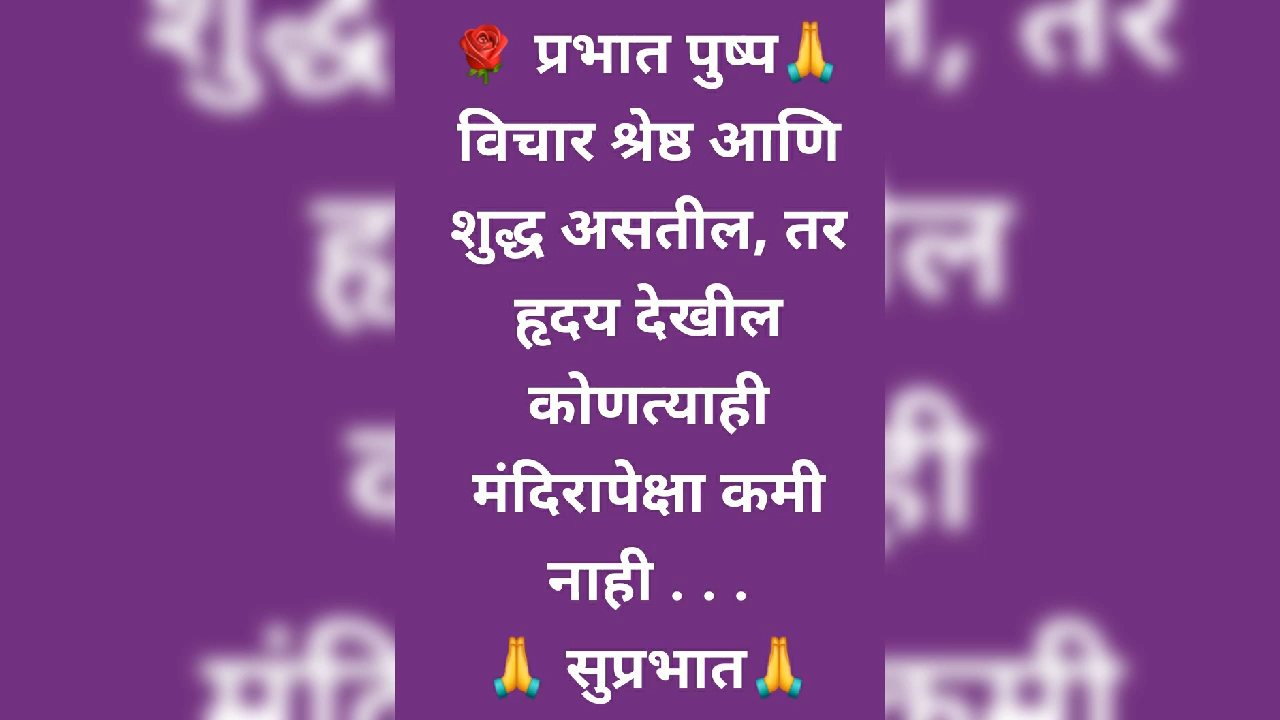 🌹 प्रभात पुष्प🙏
विचार श्रेष्ठ आणि
शुद्ध असतील, तर
हृदय देखील
कोणत्याही
मंदिरापेक्षा कमी
नाही . . .
🙏 सुप्रभात🙏